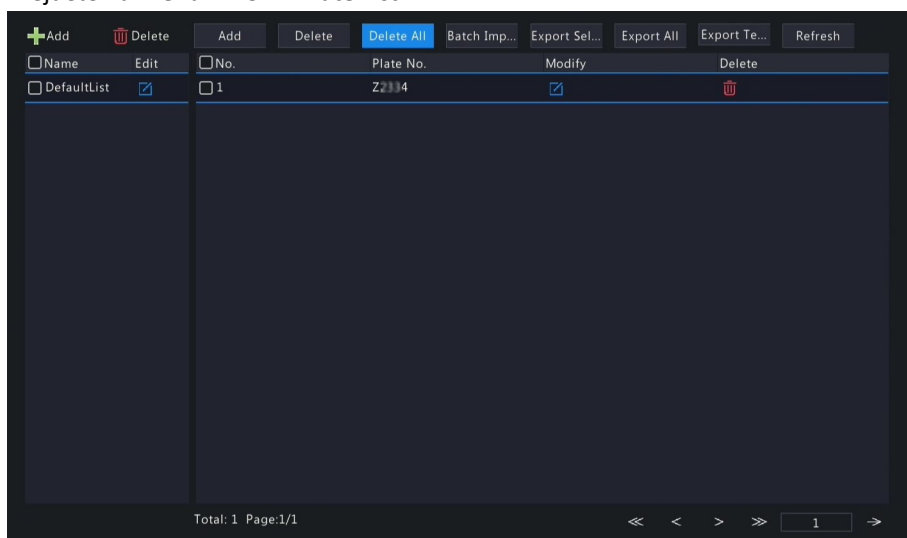 Add Delete Add Delete Delete All Batch Imp... Export Sel... Export All Export Te... Refresh
Name Edit No. Plate No. Modify Delete
DefaultList 1
Total: 1 Page:1/1 ≪ < > ≫ 1 →